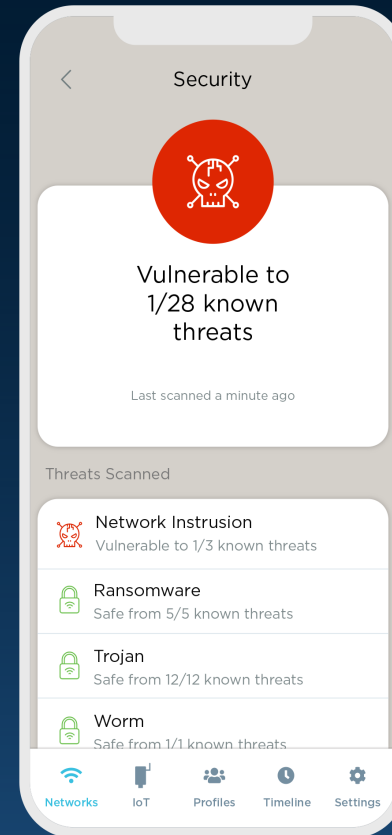 Security
Vulnerable to
1/28 known
threats
Last scanned a minute ago
Threats Scanned
Network Instrusion
Vulnerable to 1/3 known threats
Ransomware
Safe from 5/5 known threats
Trojan
Safe from 12/12 known threats
Worm
Safe from 1/1 known threats
Networks IoT Profiles Timeline Settings